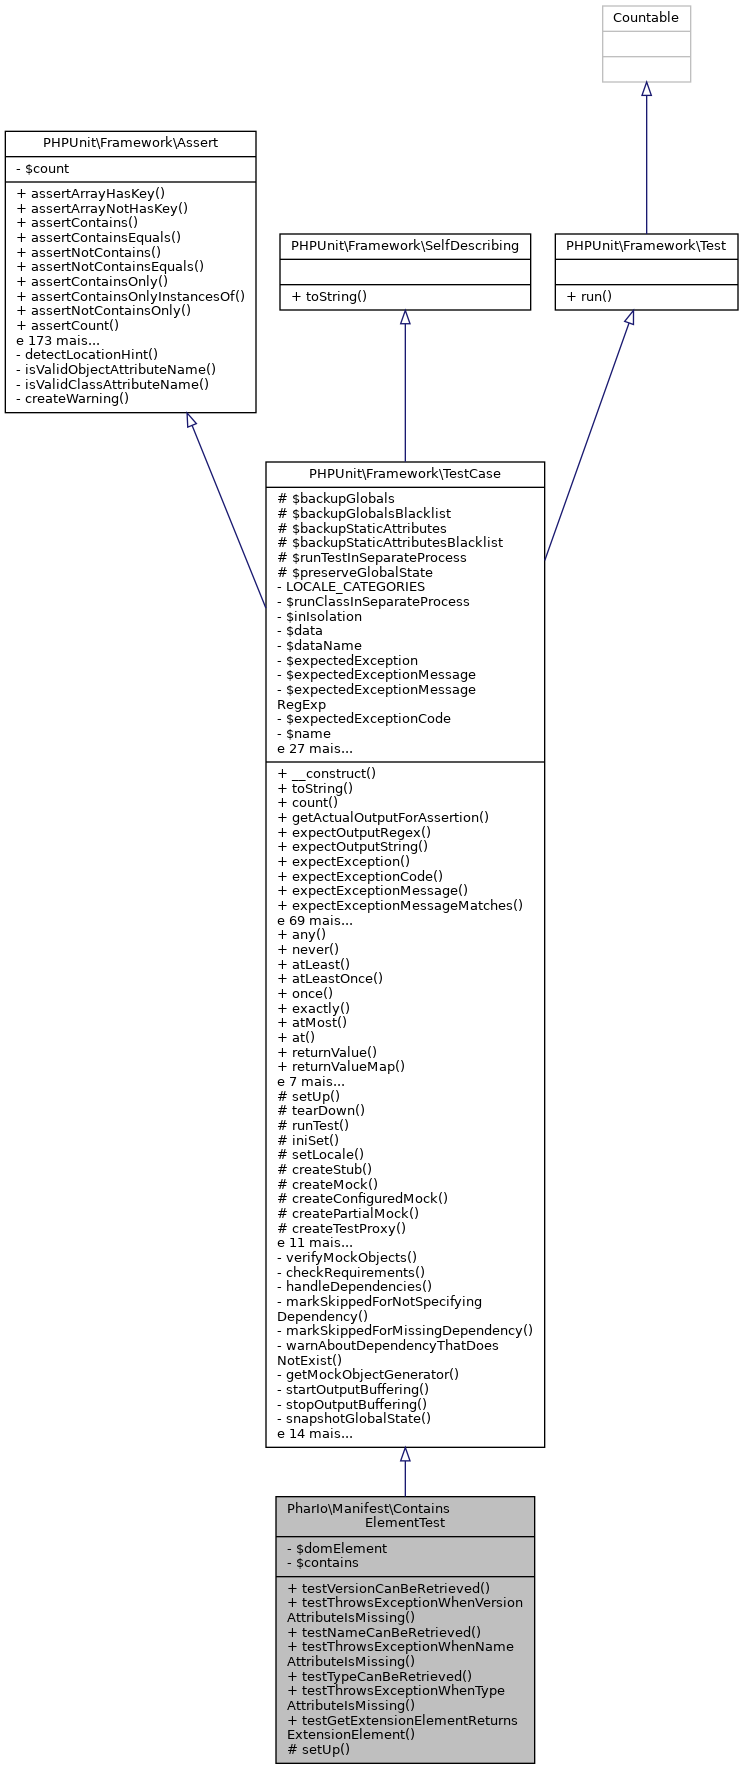 Countable
PHPUnit\Framework\Assert
- $count
+ assertArrayHasKey()
+ assertArrayNotHasKey()
+ assertContains()
+ assertContainsEquals()
+ assertNotContains()
+ assertNotContainsEquals()
+ assertContainsOnly()
+ assertContainsOnlyInstancesOf()
+ assertNotContainsOnly()
+ assertCount()
e 173 mais...
- detectLocationHint()
- isValidObjectAttributeName()
- isValidClassAttributeName()
- createWarning()
PHPUnit\Framework\SelfDescribing
+ toString()
PHPUnit\Framework\Test
+ run()
PHPUnit\Framework\TestCase
# $backupGlobals
# $backupGlobalsBlacklist
# $backupStaticAttributes
# $backupStaticAttributesBlacklist
# $runTestInSeparateProcess
# $preserveGlobalState
- LOCALE_CATEGORIES
- $runClassInSeparateProcess
- $inIsolation
- $data
- $dataName
- $expectedException
- $expectedExceptionMessage
- $expectedExceptionMessage
RegExp
- $expectedExceptionCode
- $name
e 27 mais...
+ __construct()
+ toString()
+ count()
+ getActualOutputForAssertion()
+ expectOutputRegex()
+ expectOutputString()
+ expectException()
+ expectExceptionCode()
+ expectExceptionMessage()
+ expectExceptionMessageMatches()
e 69 mais...
+ any()
+ never()
+ atLeast()
+ atLeastOnce()
+ once()
+ exactly()
+ atMost()
+ at()
+ returnValue()
+ returnValueMap()
e 7 mais...
# setUp()
# tearDown()
# runTest()
# iniSet()
# setLocale()
# createStub()
# createMock()
# createConfiguredMock()
# createPartialMock()
# createTestProxy()
e 11 mais...
- verifyMockObjects()
- checkRequirements()
- handleDependencies()
- markSkippedForNotSpecifying
Dependency()
- markSkippedForMissingDependency()
- warnAboutDependencyThatDoes
NotExist()
- getMockObjectGenerator()
- startOutputBuffering()
- stopOutputBuffering()
- snapshotGlobalState()
e 14 mais...
PharIo\Manifest\Contains
ElementTest
- $domElement
- $contains
+ testVersionCanBeRetrieved()
+ testThrowsExceptionWhenVersion
AttributeIsMissing()
+ testNameCanBeRetrieved()
+ testThrowsExceptionWhenName
AttributeIsMissing()
+ testTypeCanBeRetrieved()
+ testThrowsExceptionWhenType
AttributeIsMissing()
+ testGetExtensionElementReturns
ExtensionElement()
# setUp()